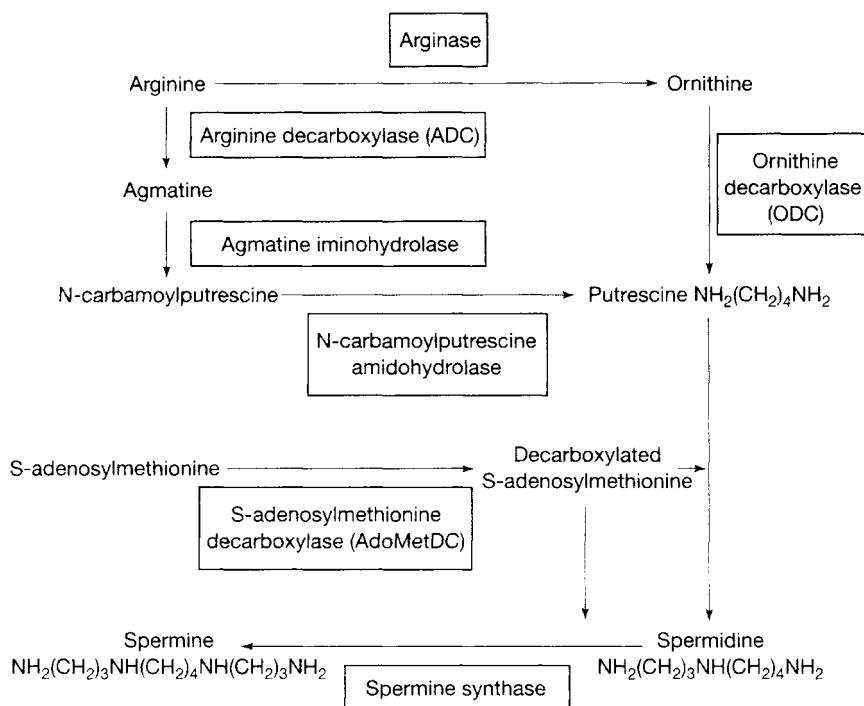 Arginase
Arginine
Ornithine
Arginine decarboxylase (ADC)
Ornithine
decarboxylase
(ODC)
Agmatine
Agmatine iminohydrolase
N-carbamoylputrescine
Putrescine NH₂(CH₂)₄NH₂
N-carbamoylputrescine
amidohydrolase
S-adenosylmethionine
Decarboxylated
S-adenosylmethionine
S-adenosylmethionine
decarboxylase (AdoMetDC)
Spermine
NH₂(CH₂)₃NH(CH₂)₄NH(CH₂)₃NH₂
Spermidine
NH₂(CH₂)₃NH(CH₂)₄NH₂
Spermine synthase